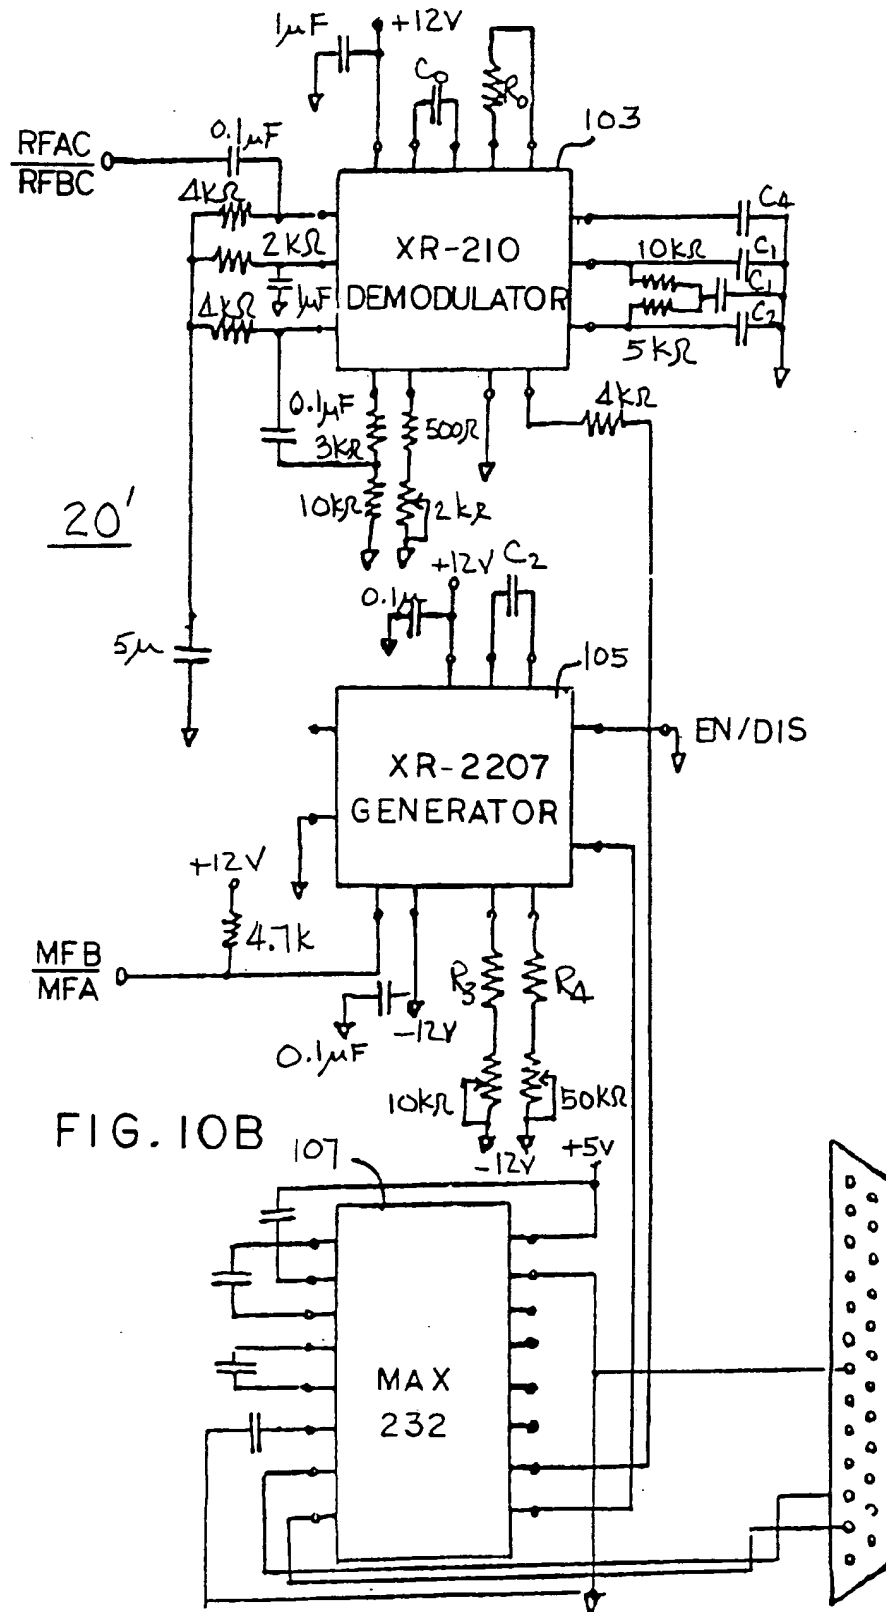 1μF
+12V
C0
R0
103
RFAC
RFBC
0.1μF
4kΩ
2kΩ
1μF
4kΩ
XR-210
DEMODULATOR
C4
10kΩ
C1
C1
C2
5kΩ
4kΩ
0.1μF
3kΩ
500Ω
10kΩ
2kΩ
20'
+12V
C2
0.1μ
5μ
105
XR-2207
GENERATOR
EN/DIS
+12V
4.7k
MFB
MFA
0.1μF
-12V
R3
R4
10kΩ
50kΩ
-12V
+5V
FIG. 10B
107
MAX
232